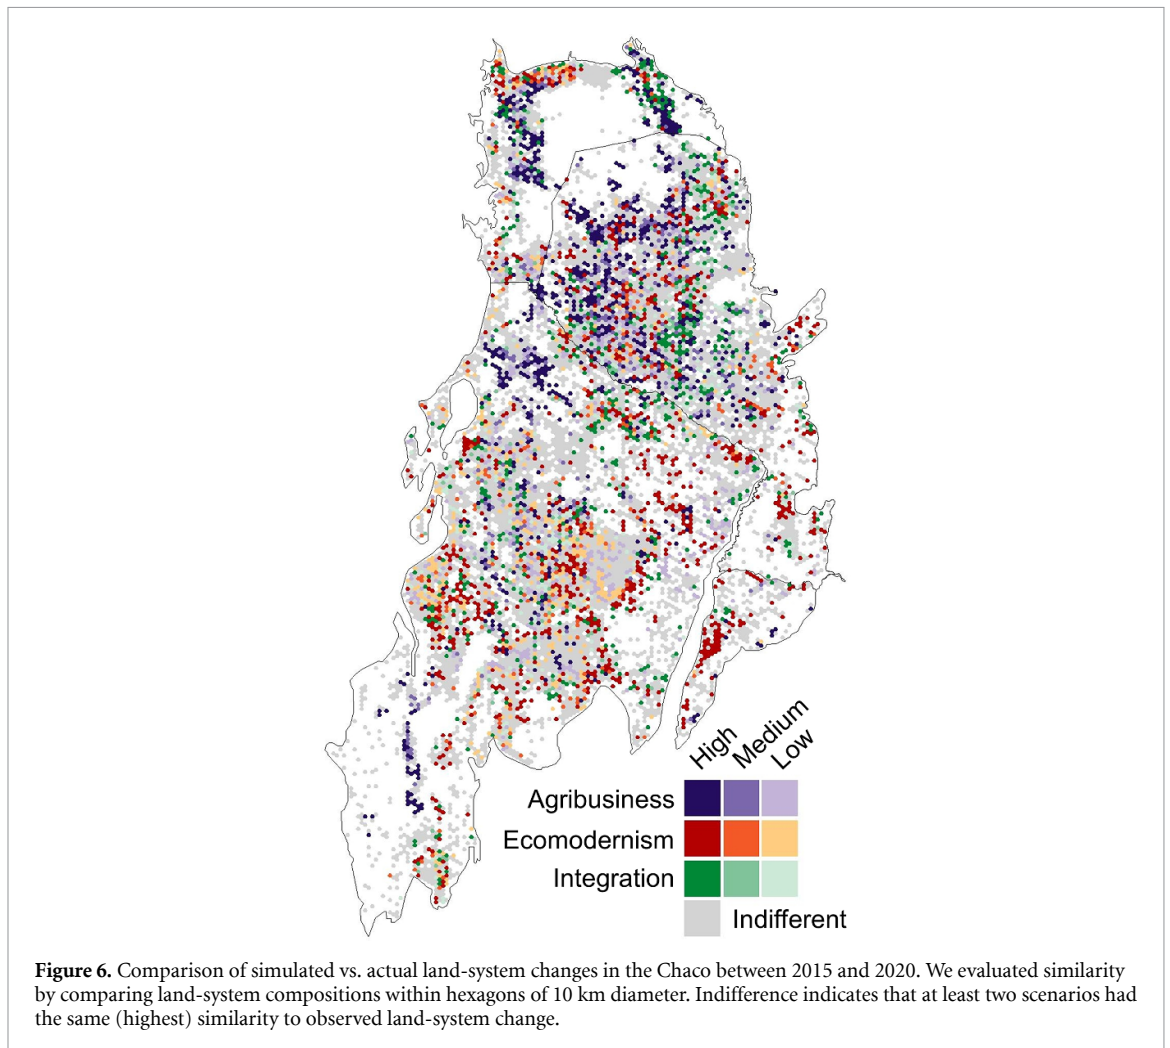 High
Medium
Low
Agribusiness
Ecomodernism
Integration
Indifferent
Figure 6. Comparison of simulated vs. actual land-system changes in the Chaco between 2015 and 2020. We evaluated similarity
by comparing land-system compositions within hexagons of 10 km diameter. Indifference indicates that at least two scenarios had
the same (highest) similarity to observed land-system change.